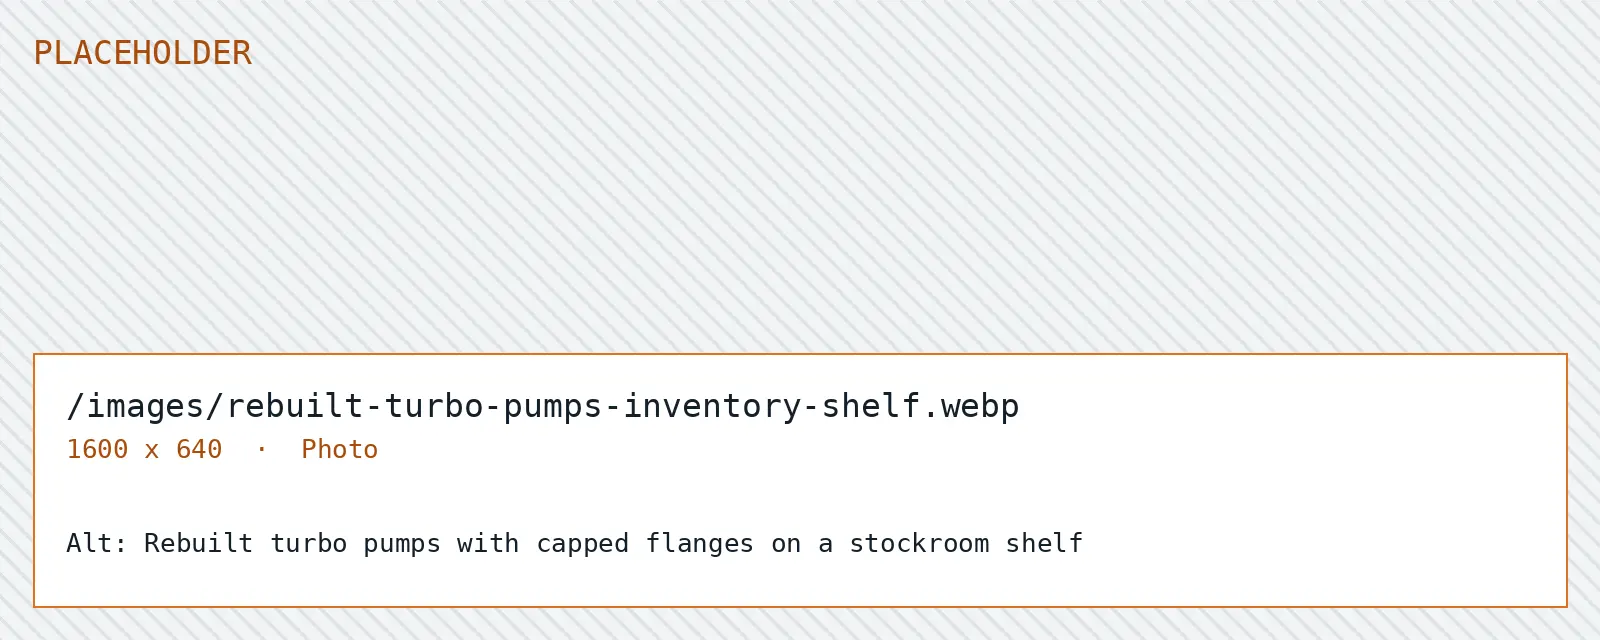 PLACEHOLDER
/images/rebuilt-turbo-pumps-inventory-shelf.webp
1600 x 640 · Photo
Alt: Rebuilt turbo pumps with capped flanges on a stockroom shelf